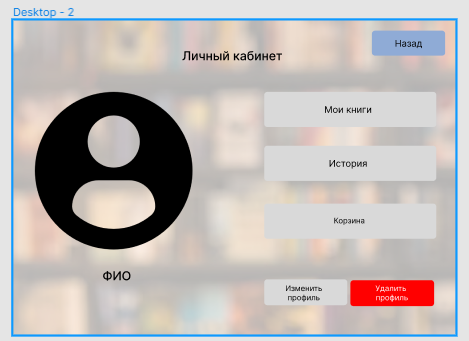 Desktop - 2
Назад
Личный кабинет
Мои книги
История
Корзина
ФИО
Изменить
профиль
Удалить
профиль